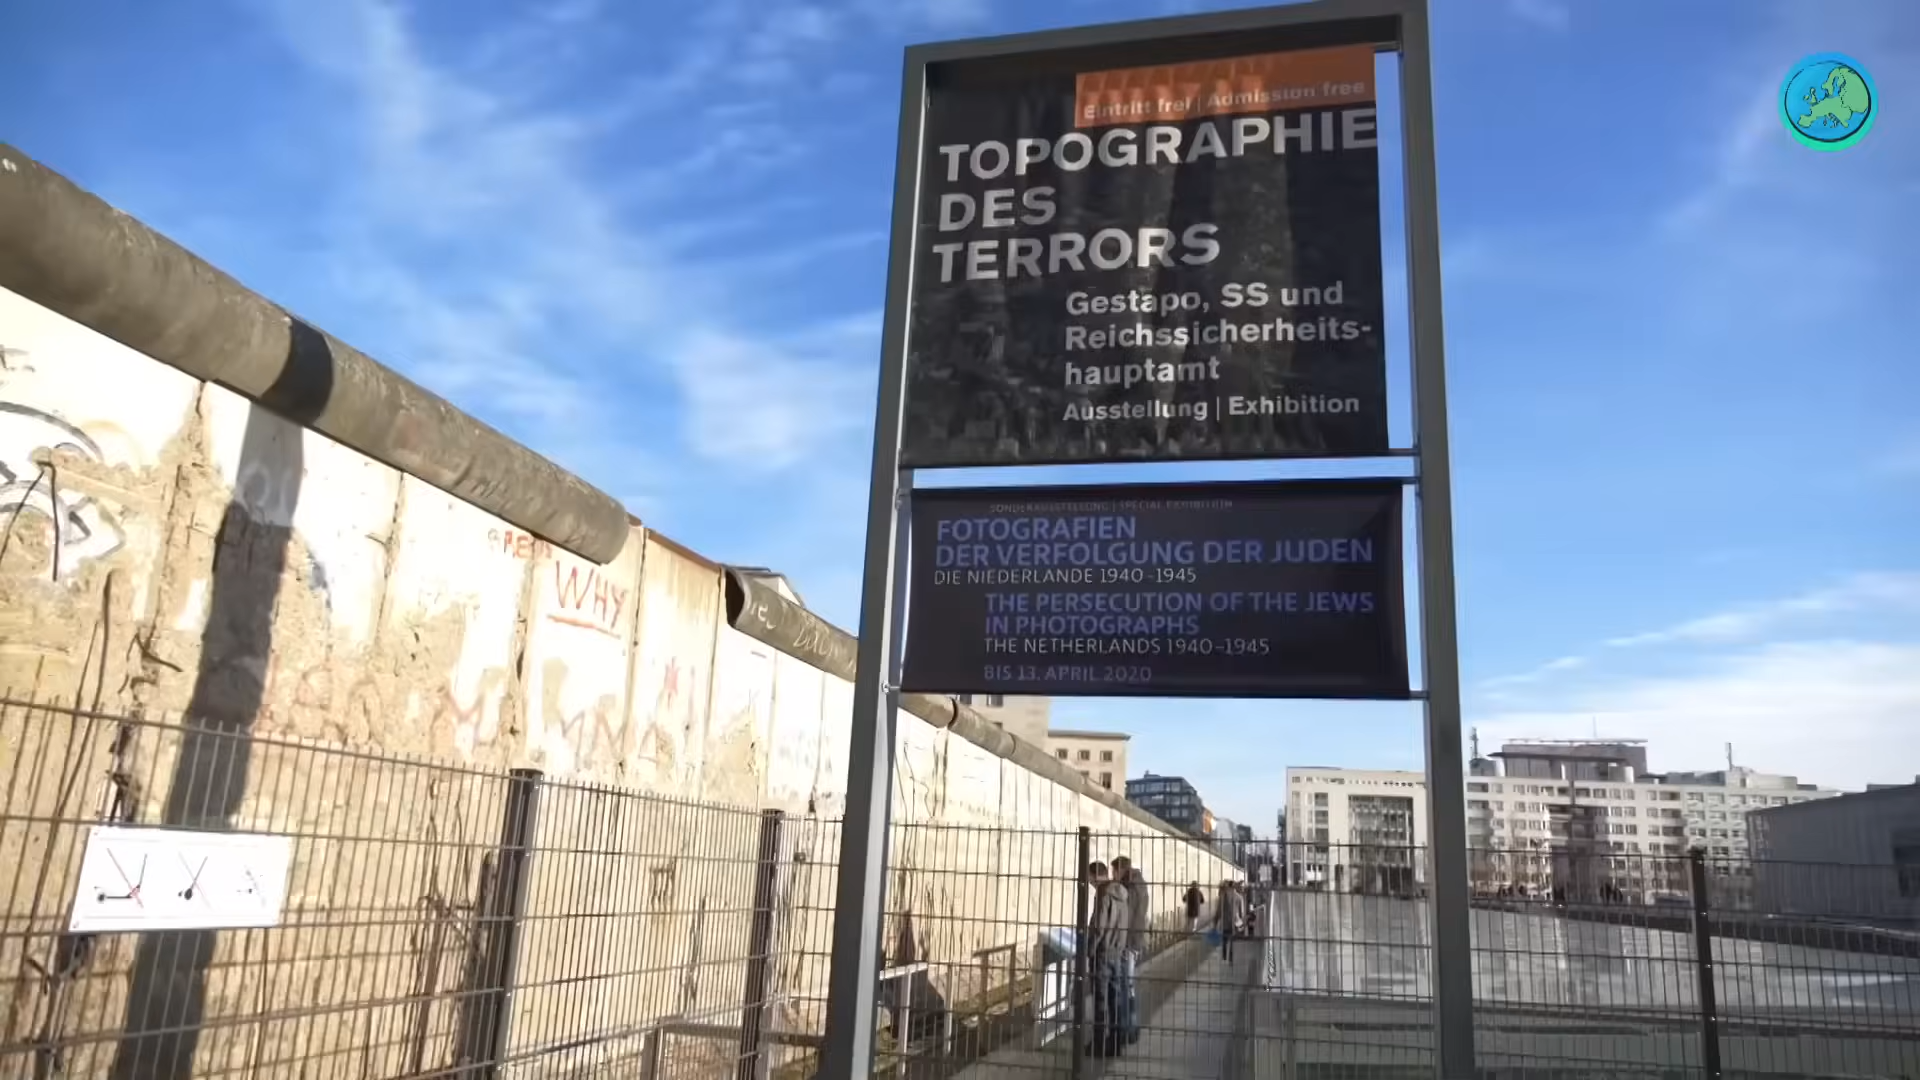 Eintritt frei | Admission free
TOPOGRAPHIE
DES
TERRORS
Gestapo, SS und
Reichssicherheits-
hauptamt
Ausstellung | Exhibition
SONDERAUSSTELLUNG | SPECIAL EXHIBITION
FOTOGRAFIEN
DER VERFOLGUNG DER JUDEN
DIE NIEDERLANDE 1940-1945
THE PERSECUTION OF THE JEWS
IN PHOTOGRAPHS
THE NETHERLANDS 1940-1945
BIS 13. APRIL 2020
WHY